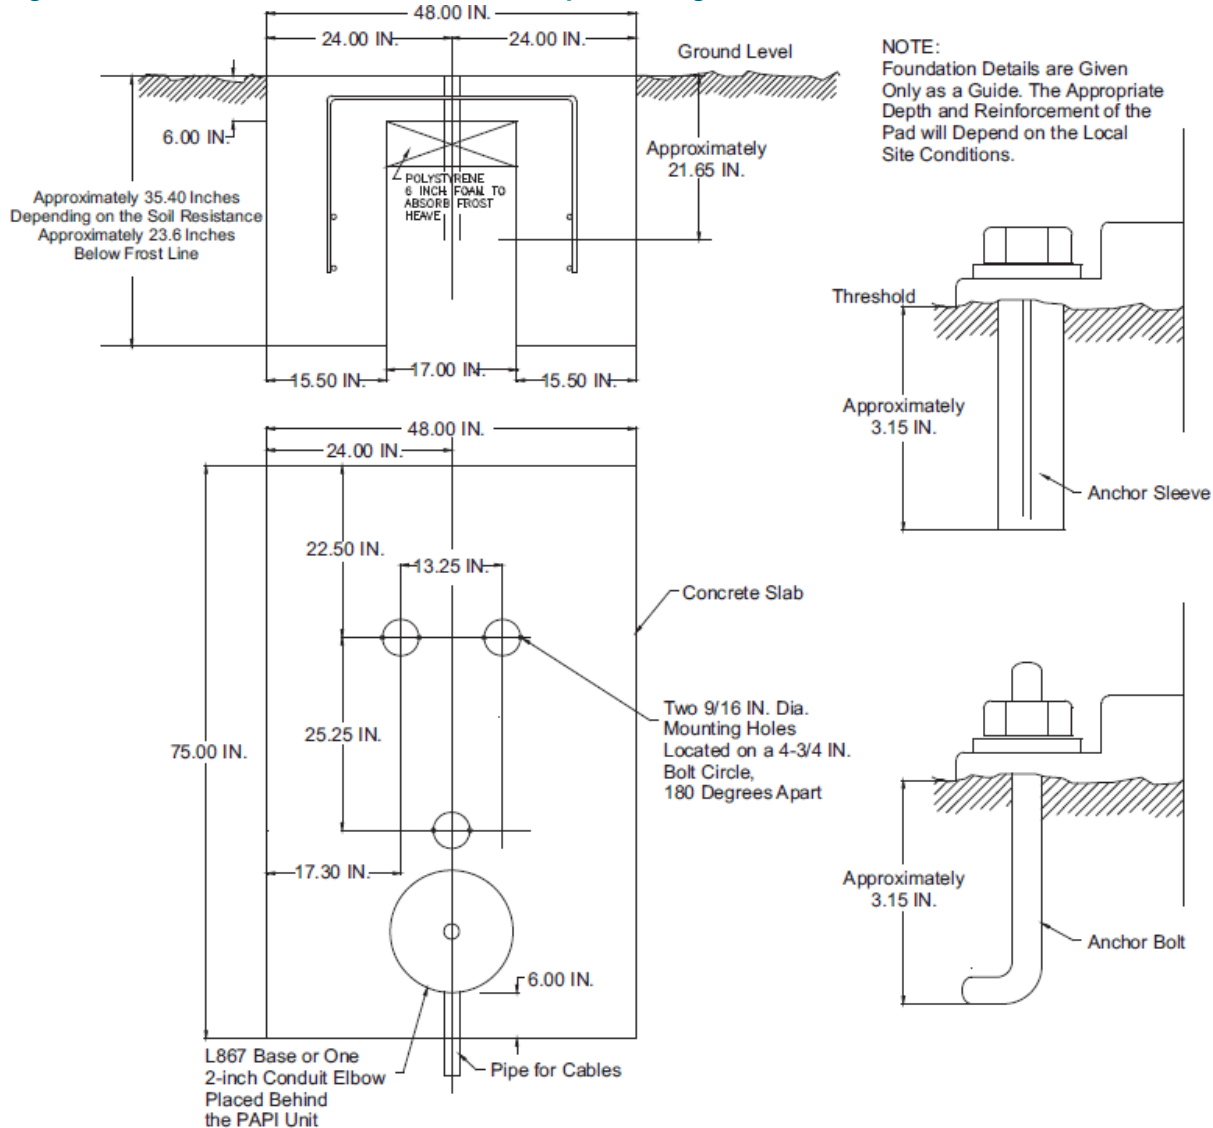 48.00 IN.
24.00 IN.
24.00 IN.
Ground Level
6.00 IN.
Approximately
21.65 IN.
POLYSTYRENE
6 INCH FOAM TO
ABSORB FROST
HEAVE
Approximately 35.40 Inches
Depending on the Soil Resistance
Approximately 23.6 Inches
Below Frost Line
15.50 IN.
17.00 IN.
15.50 IN.
NOTE:
Foundation Details are Given
Only as a Guide. The Appropriate
Depth and Reinforcement of the
Pad will Depend on the Local
Site Conditions.
Threshold
Approximately
3.15 IN.
Anchor Sleeve
48.00 IN.
24.00 IN.
22.50 IN.
13.25 IN.
Concrete Slab
25.25 IN.
75.00 IN.
Two 9/16 IN. Dia.
Mounting Holes
Located on a 4-3/4 IN.
Bolt Circle,
180 Degrees Apart
17.30 IN.
6.00 IN.
L867 Base or One
2-inch Conduit Elbow
Placed Behind
the PAPI Unit
Pipe for Cables
Approximately
3.15 IN.
Anchor Bolt